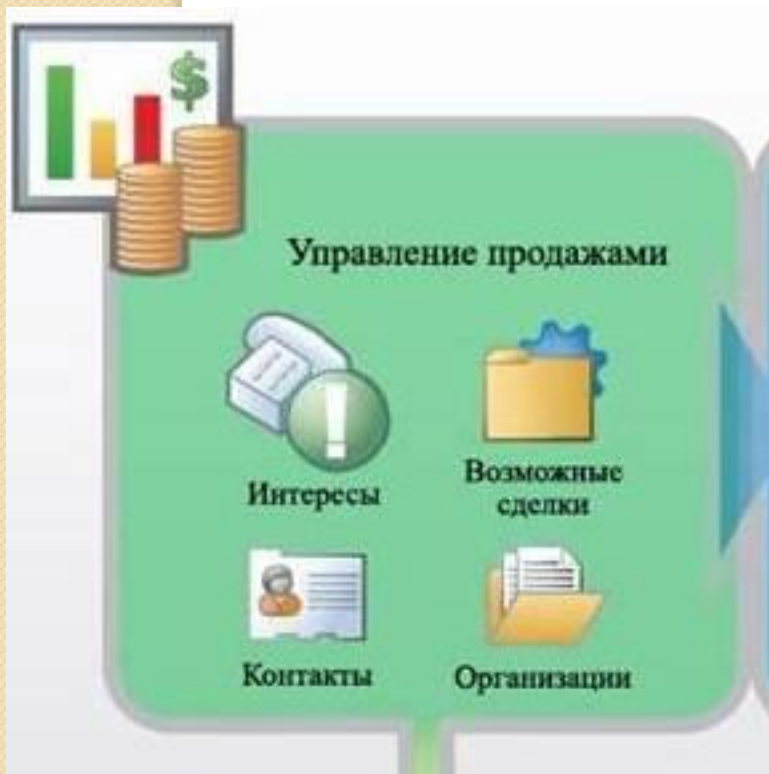 $
Управление продажами
Интересы
Возможные
сделки
Контакты
Организации